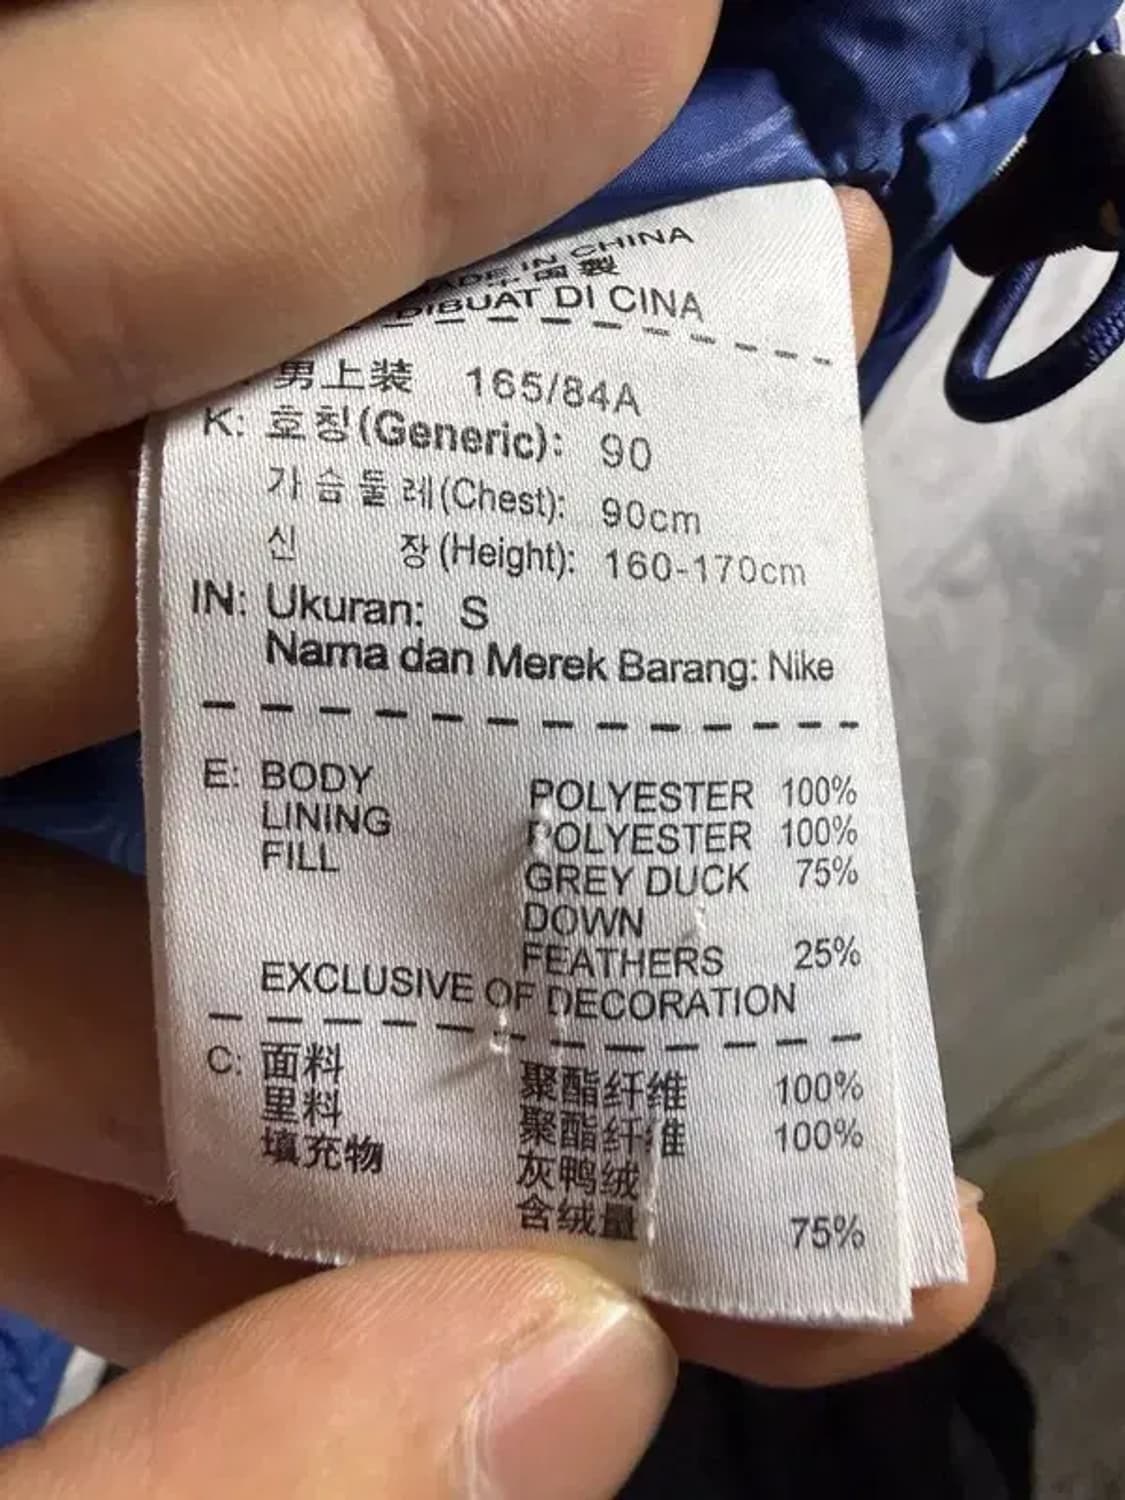 MADE IN CHINA
中国製
DIBUAT DI CINA
男上装 165/84A
K: 호칭(Generic): 90
가슴둘레(Chest): 90cm
신 장(Height): 160-170cm
IN: Ukuran: S
Nama dan Merek Barang: Nike
E: BODY POLYESTER 100%
LINING POLYESTER 100%
FILL GREY DUCK 75%
DOWN
FEATHERS 25%
EXCLUSIVE OF DECORATION
C: 面料 聚酯纤维 100%
里料 聚酯纤维 100%
填充物 灰鸭绒
含绒量 75%